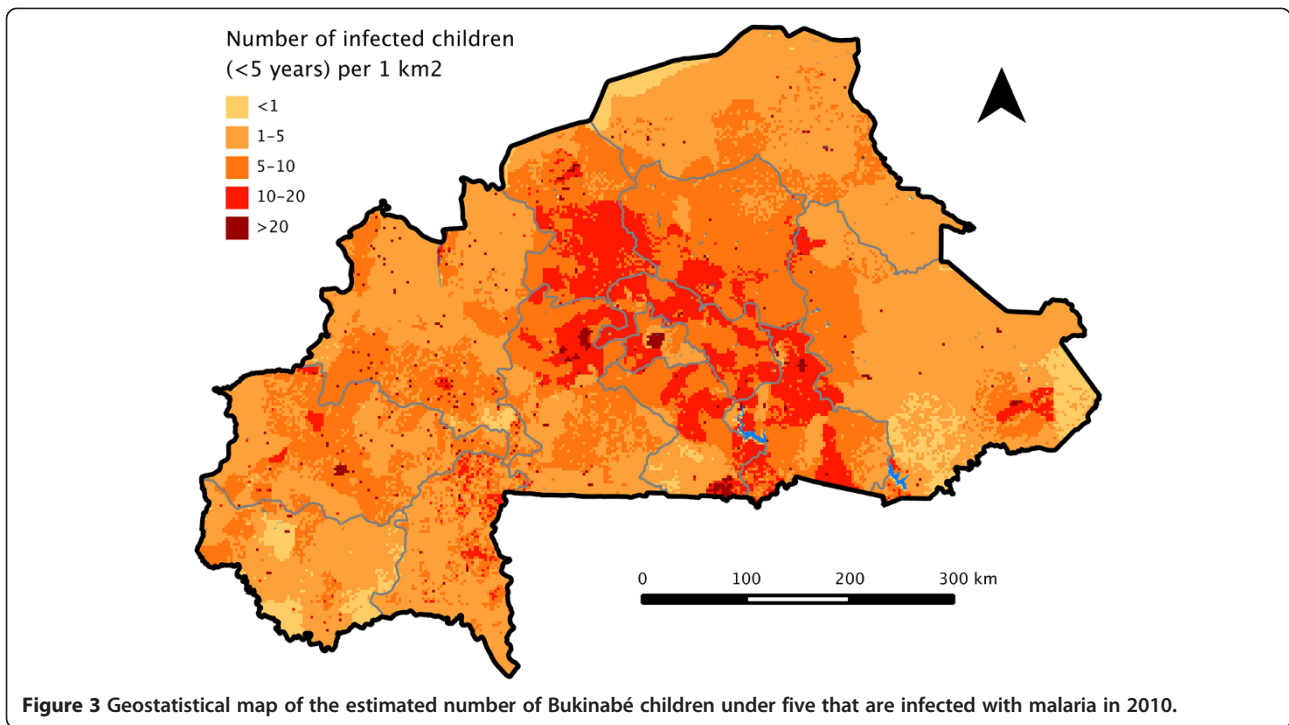 Number of infected children
(<5 years) per 1 km2
<1
1–5
5–10
10–20
>20
0 100 200 300 km
Figure 3 Geostatistical map of the estimated number of Bukinabé children under five that are infected with malaria in 2010.